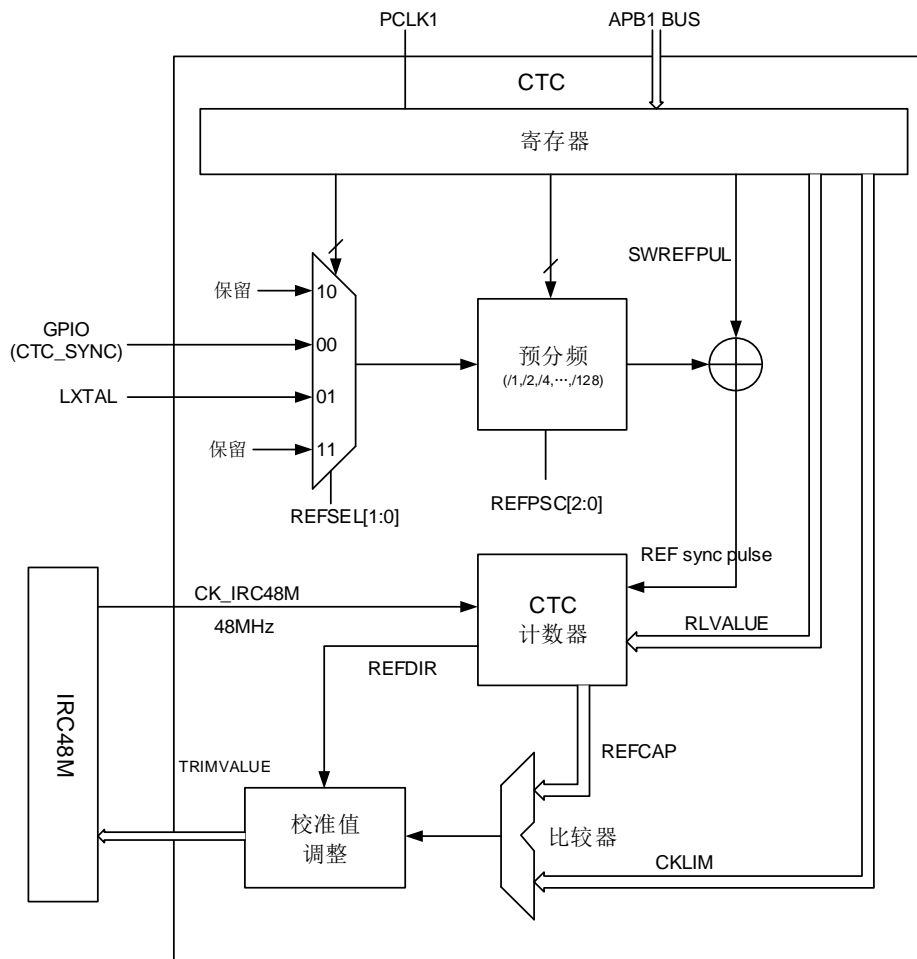 PCLK1
APB1 BUS
CTC
寄存器
SWREFPUL
保留
10
GPIO
(CTC_SYNC)
00
LXTAL
01
保留
11
预分频
(/1,/2,/4,…,/128)
REFSEL[1:0]
REFPSC[2:0]
REF sync pulse
CK_IRC48M
48MHz
CTC
计数器
RLVALUE
REFDIR
IRC48M
REFCAP
TRIMVALUE
校准值
调整
比较器
CKLIM